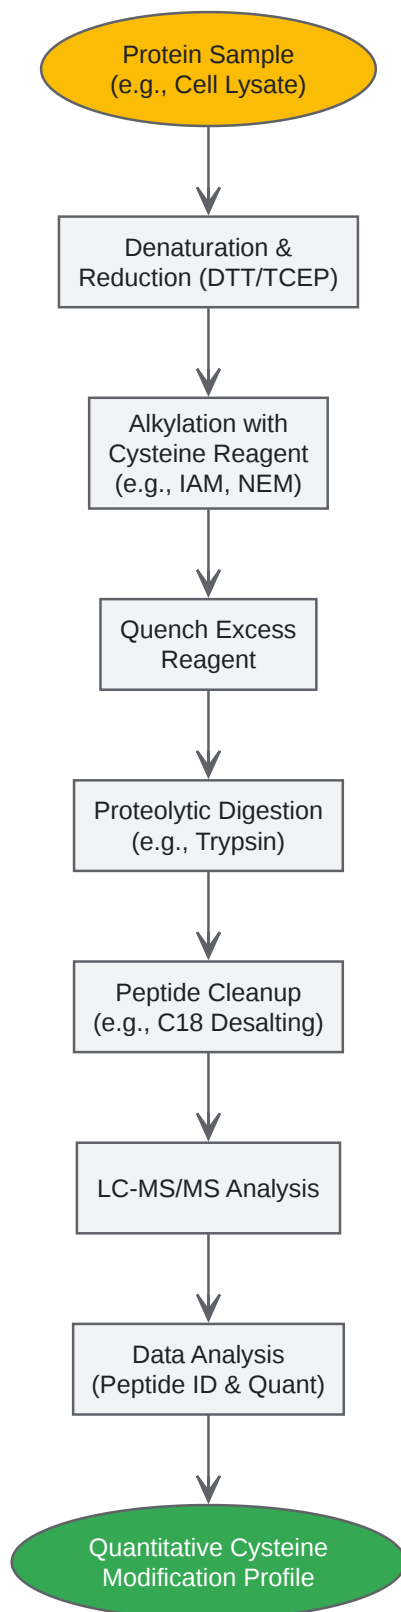 Protein Sample
(e.g., Cell Lysate)
Denaturation &
Reduction (DTT/TCEP)
Alkylation with
Cysteine Reagent
(e.g., IAM, NEM)
Quench Excess
Reagent
Proteolytic Digestion
(e.g., Trypsin)
Peptide Cleanup
(e.g., C18 Desalting)
LC-MS/MS Analysis
Data Analysis
(Peptide ID & Quant)
Quantitative Cysteine
Modification Profile